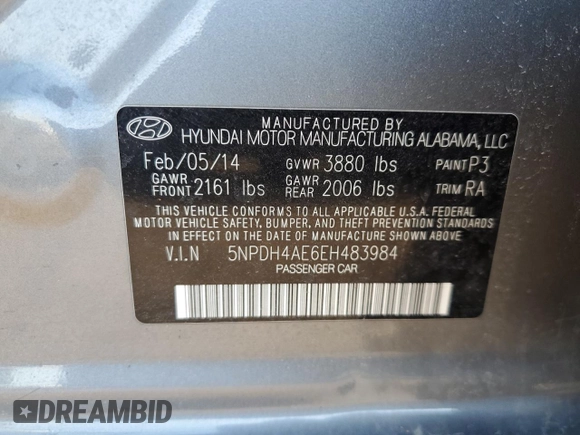 MANUFACTURED BY
HYUNDAI MOTOR MANUFACTURING ALABAMA, LLC
Feb/05/14 GVWR 3880 lbs PAINT P3
GAWR FRONT 2161 lbs GAWR REAR 2006 lbs TRIM RA
THIS VEHICLE CONFORMS TO ALL APPLICABLE U.S.A. FEDERAL
MOTOR VEHICLE SAFETY, BUMPER, AND THEFT PREVENTION STANDARDS
IN EFFECT ON THE DATE OF MANUFACTURE SHOWN ABOVE.
V.I.N 5NPDH4AE6EH483984
PASSENGER CAR
DREAMBID